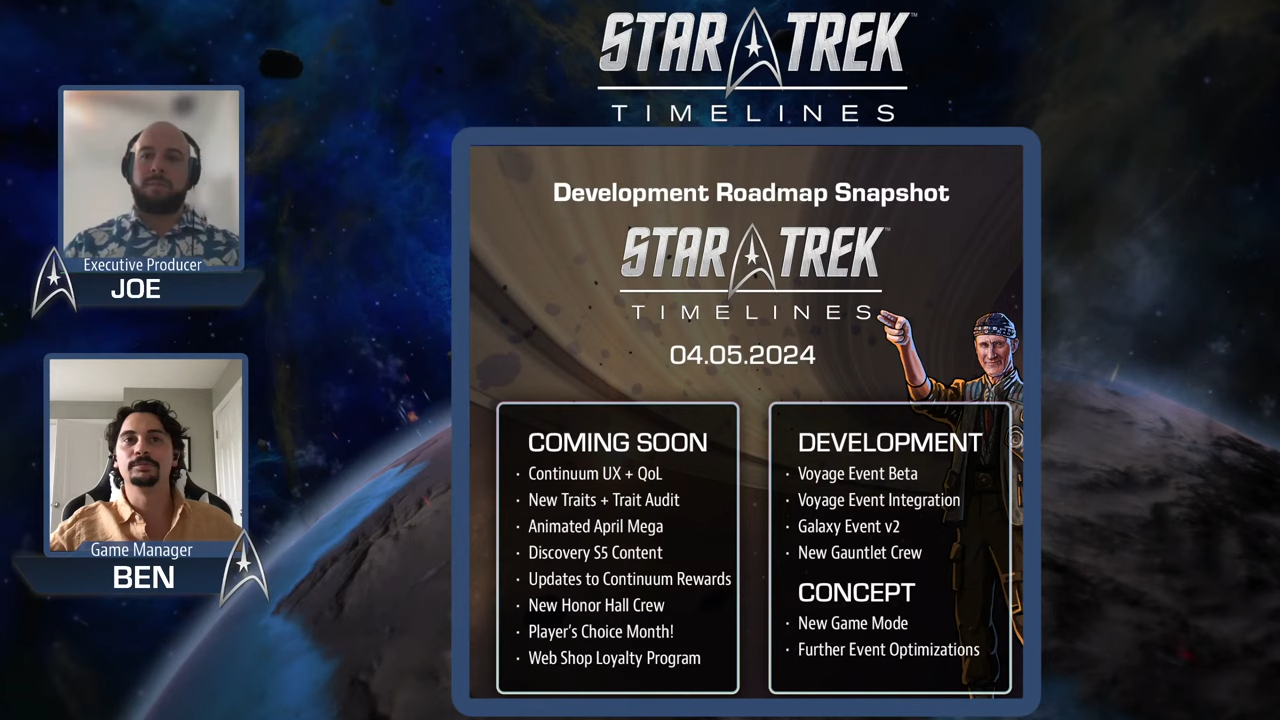 STAR TREK™
TIMELINES
Executive Producer
JOE
Game Manager
BEN
Development Roadmap Snapshot
STAR TREK™
TIMELINES
04.05.2024
COMING SOON
· Continuum UX + QoL
· New Traits + Trait Audit
· Animated April Mega
· Discovery S5 Content
· Updates to Continuum Rewards
· New Honor Hall Crew
· Player's Choice Month!
· Web Shop Loyalty Program
DEVELOPMENT
· Voyage Event Beta
· Voyage Event Integration
· Galaxy Event v2
· New Gauntlet Crew
CONCEPT
· New Game Mode
· Further Event Optimizations